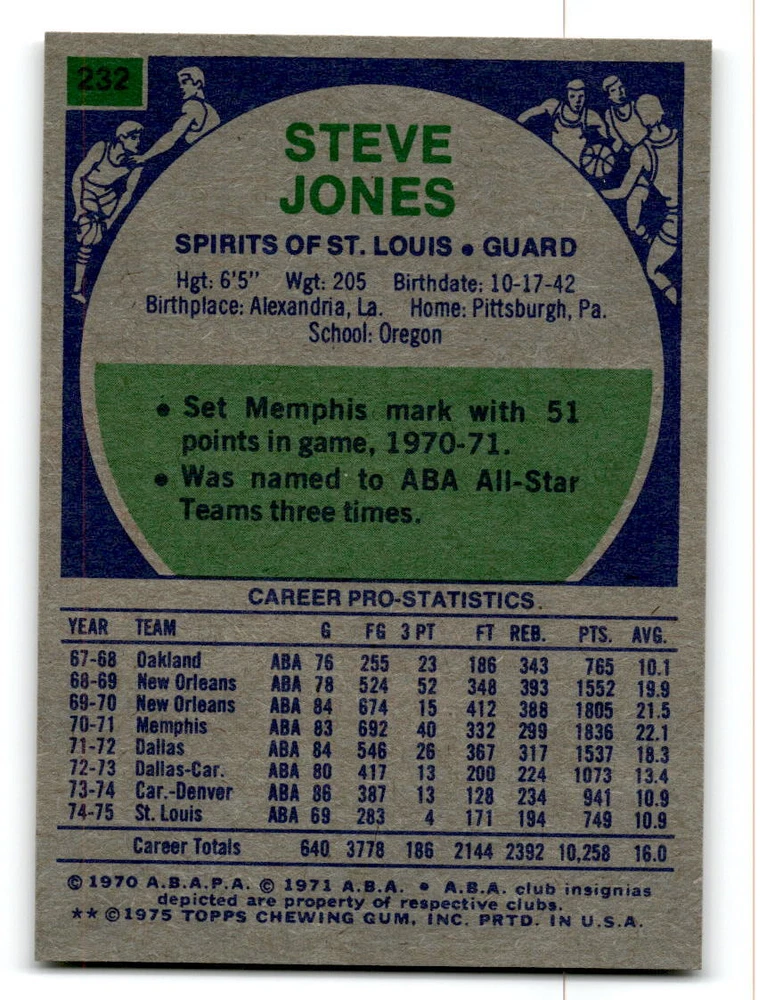 232
STEVE
JONES
SPIRITS OF ST. LOUIS • GUARD
Hgt: 6'5" Wgt: 205 Birthdate: 10-17-42
Birthplace: Alexandria, La. Home: Pittsburgh, Pa.
School: Oregon
• Set Memphis mark with 51
points in game, 1970-71.
• Was named to ABA All-Star
Teams three times.
CAREER PRO-STATISTICS
YEAR TEAM G FG 3 PT FT REB. PTS. AVG.
67-68 Oakland ABA 76 255 23 186 343 765 10.1
68-69 New Orleans ABA 78 524 52 348 393 1552 19.9
69-70 New Orleans ABA 84 674 15 412 388 1805 21.5
70-71 Memphis ABA 83 692 40 332 299 1836 22.1
71-72 Dallas ABA 84 546 26 367 317 1537 18.3
72-73 Dallas-Car. ABA 80 417 13 200 224 1073 13.4
73-74 Car.-Denver ABA 86 387 13 128 234 941 10.9
74-75 St. Louis ABA 69 283 4 171 194 749 10.9
Career Totals 640 3778 186 2144 2392 10,258 16.0
© 1970 A.B.A.P.A. © 1971 A.B.A. • A.B.A. club insignias
depicted are property of respective clubs.
** ©1975 TOPPS CHEWING GUM, INC. PRTD. IN U.S.A.